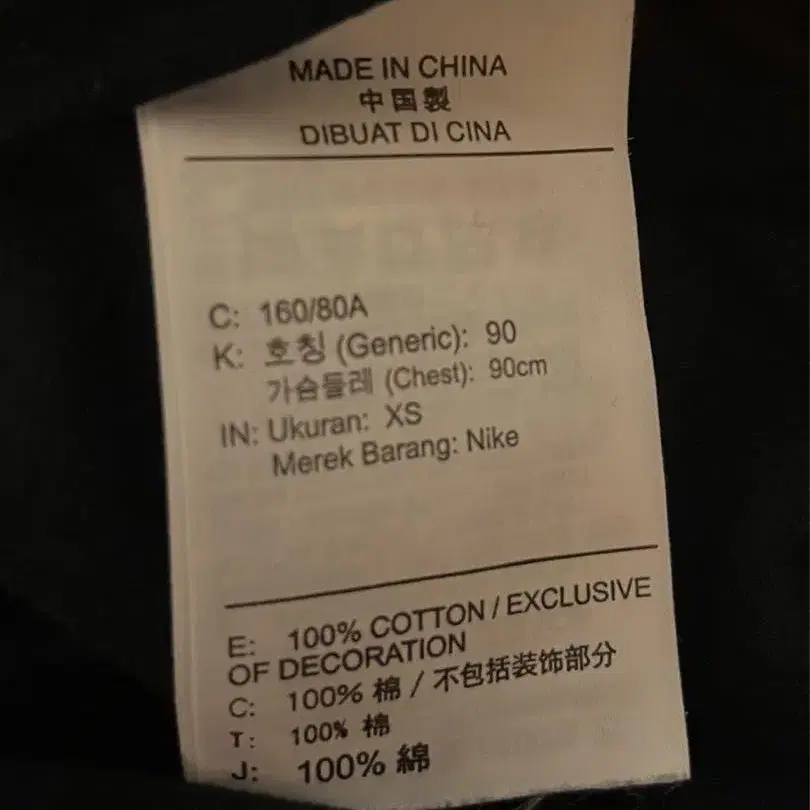 MADE IN CHINA
中国製
DIBUAT DI CINA
C: 160/80A
K: 호칭 (Generic): 90
가슴둘레 (Chest): 90cm
IN: Ukuran: XS
Merek Barang: Nike
E: 100% COTTON / EXCLUSIVE
OF DECORATION
C: 100% 棉 / 不包括装饰部分
T: 100% 棉
J: 100% 綿